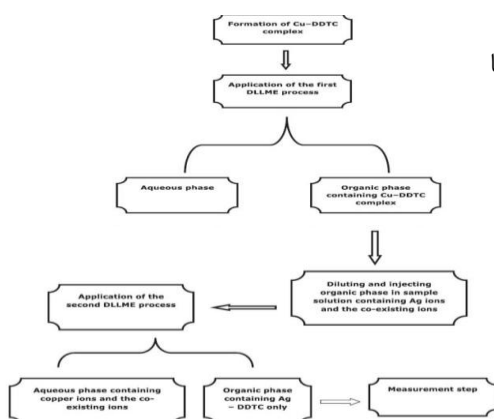 Formation of Cu–DDTC
complex
Application of the first
DLLME process
Aqueous phase
Organic phase
containing Cu–DDTC
complex
Diluting and injecting
organic phase in sample
solution containing Ag ions
and the co-existing ions
Application of the
second DLLME process
Aqueous phase containing
copper ions and the co-
existing ions
Organic phase
containing Ag
– DDTC only
Measurement step